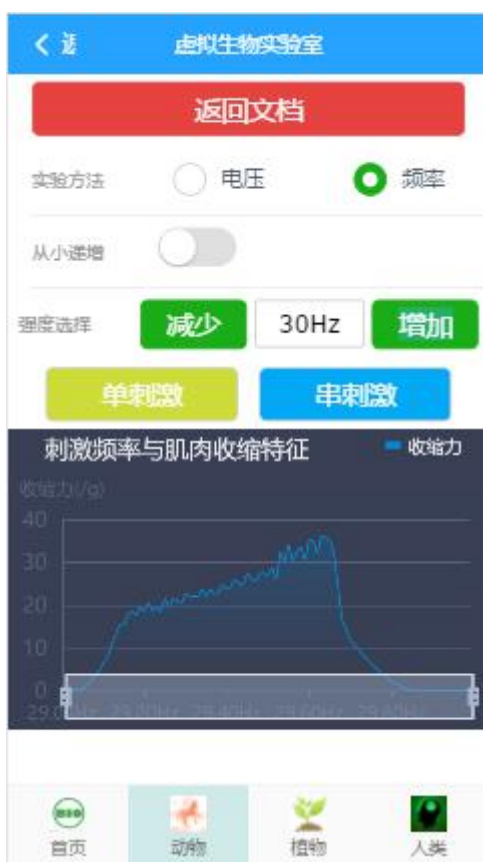 虚拟生物实验室
返回文档
实验方法 电压 频率
从小递增
强度选择 减少 30Hz 增加
单刺激 串刺激
刺激频率与肌肉收缩特征 收缩力
收缩力(/g)
40
30
20
10
0
首页 动物 植物 人类